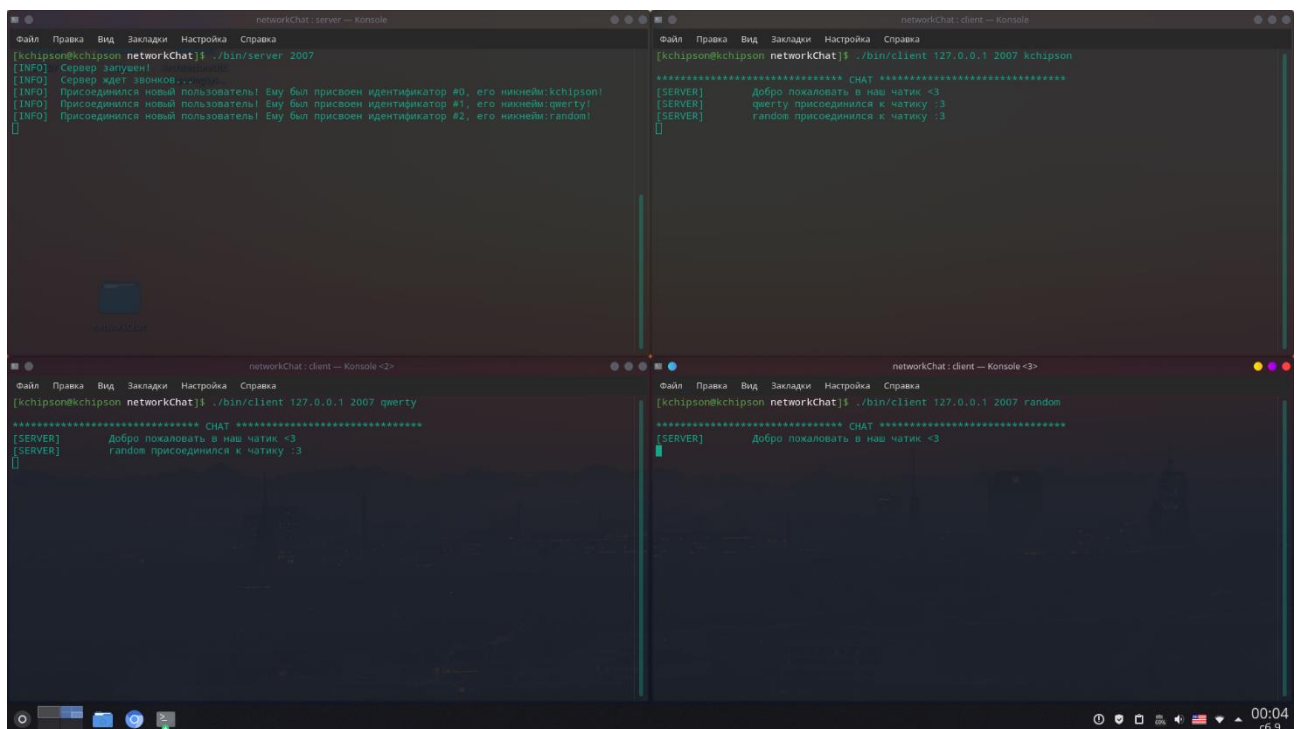 networkChat : server — Konsole
Файл Правка Вид Закладки Настройка Справка
[kchipson@kchipson networkChat]$ ./bin/server 2007
[INFO] Сервер запушен!
[INFO] Сервер ждет звонков...
[INFO] Присоединился новый пользователь! Ему был присвоен идентификатор #0, его никнейм:kchipson!
[INFO] Присоединился новый пользователь! Ему был присвоен идентификатор #1, его никнейм:qwerty!
[INFO] Присоединился новый пользователь! Ему был присвоен идентификатор #2, его никнейм:random!
networkChat : client — Konsole
Файл Правка Вид Закладки Настройка Справка
[kchipson@kchipson networkChat]$ ./bin/client 127.0.0.1 2007 kchipson
******************************* CHAT *******************************
[SERVER] Добро пожаловать в наш чатик <3
[SERVER] qwerty присоединился к чатику :3
[SERVER] random присоединился к чатику :3
networkChat : client — Konsole <2>
Файл Правка Вид Закладки Настройка Справка
[kchipson@kchipson networkChat]$ ./bin/client 127.0.0.1 2007 qwerty
******************************* CHAT *******************************
[SERVER] Добро пожаловать в наш чатик <3
[SERVER] random присоединился к чатику :3
networkChat : client — Konsole <3>
Файл Правка Вид Закладки Настройка Справка
[kchipson@kchipson networkChat]$ ./bin/client 127.0.0.1 2007 random
******************************* CHAT *******************************
[SERVER] Добро пожаловать в наш чатик <3
00:04
сб 9